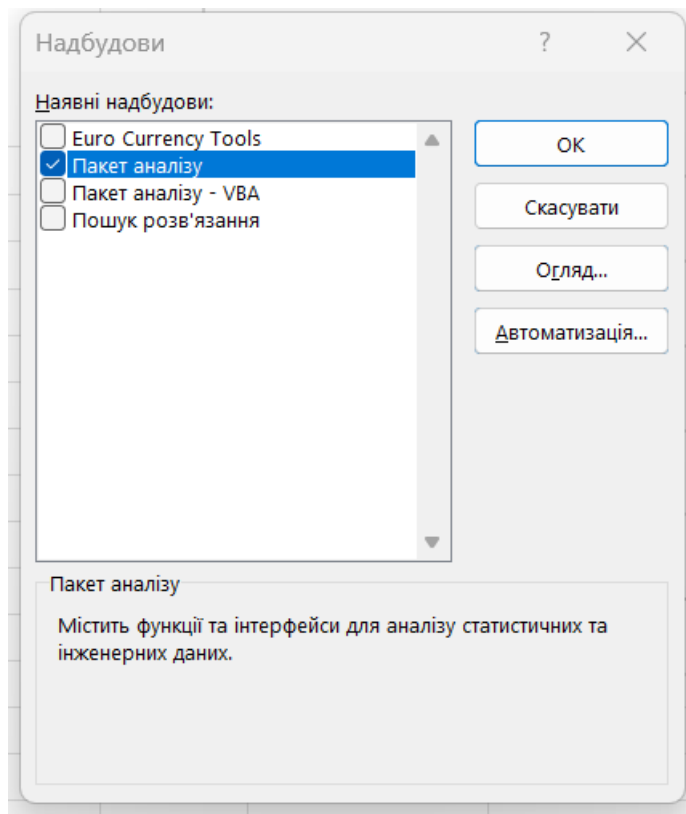 Надбудови
?
Наявні надбудови:
Euro Currency Tools
Пакет аналізу
Пакет аналізу - VBA
Пошук розв'язання
OK
Скасувати
Огляд...
Автоматизація...
Пакет аналізу
Містить функції та інтерфейси для аналізу статистичних та
інженерних даних.